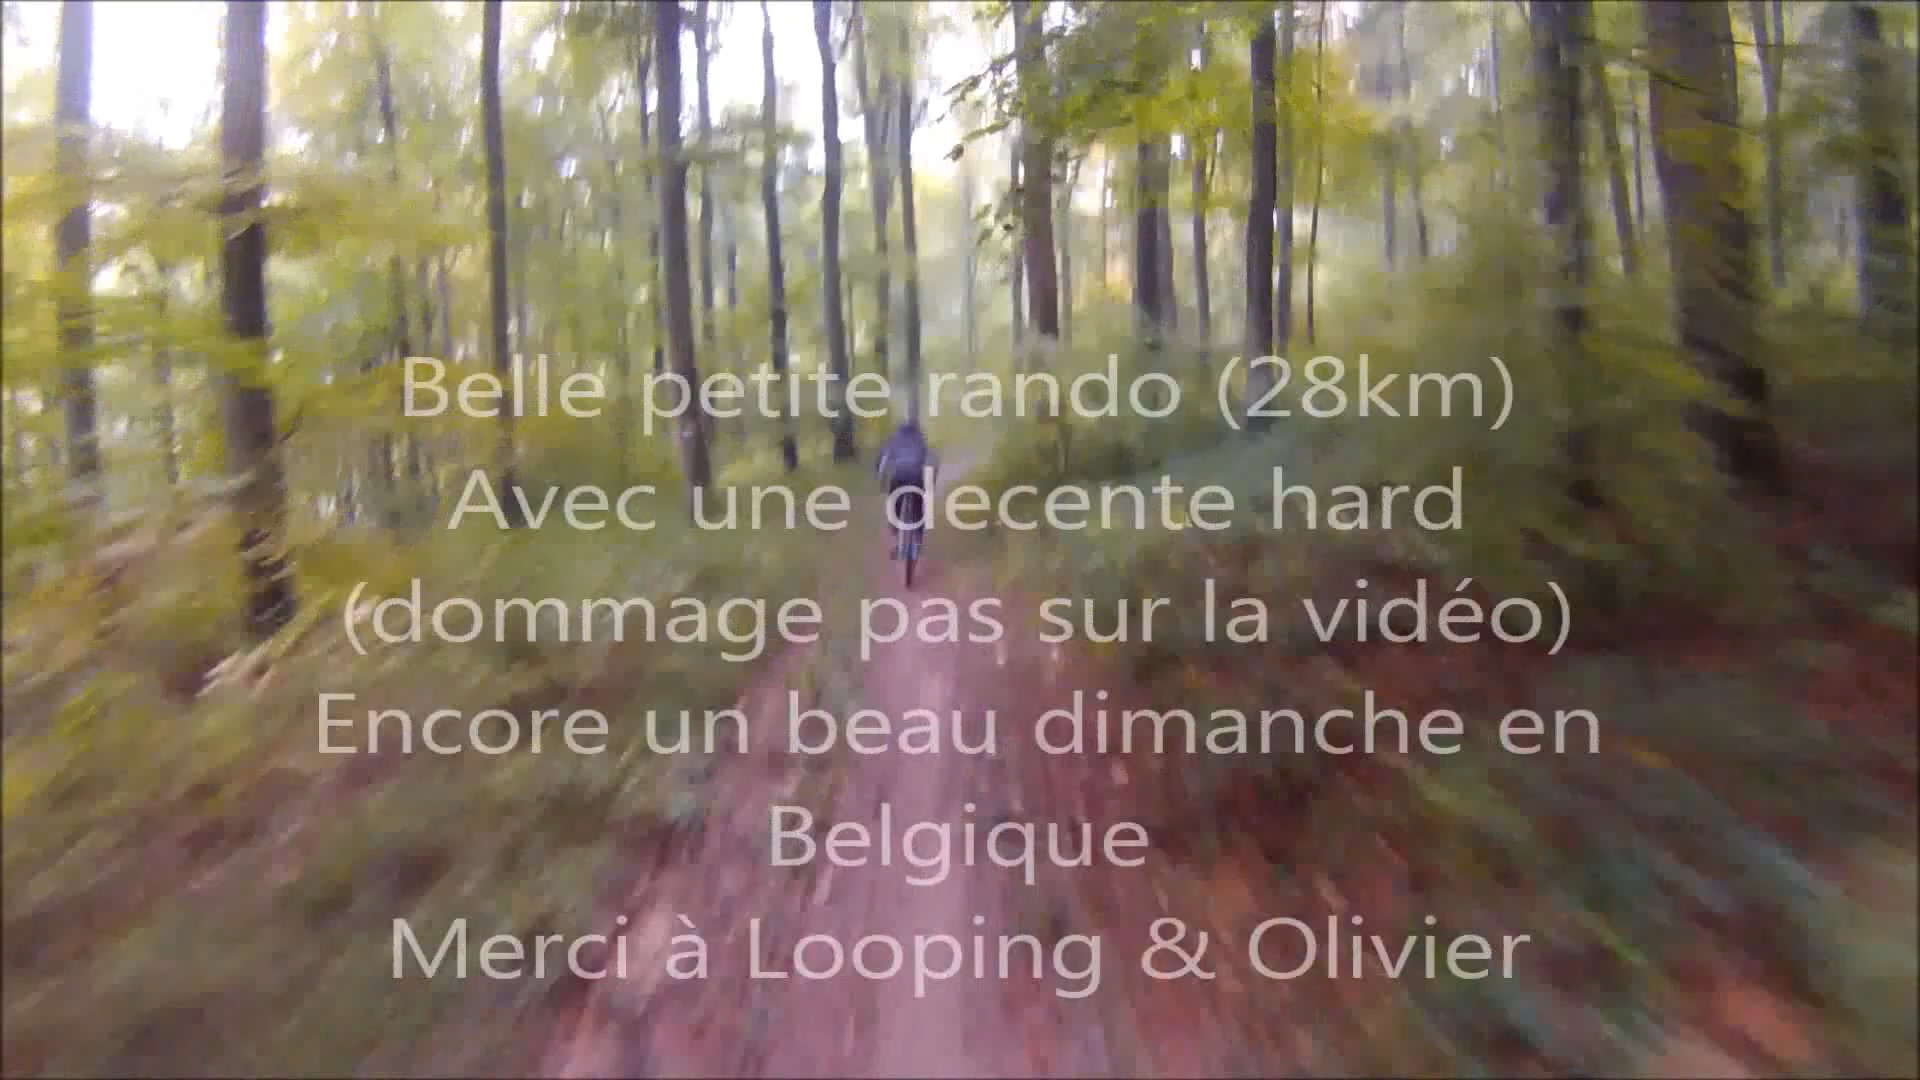 Belle petite rando (28km)
Avec une decente hard
(dommage pas sur la vidéo)
Encore un beau dimanche en
Belgique
Merci à Looping & Olivier